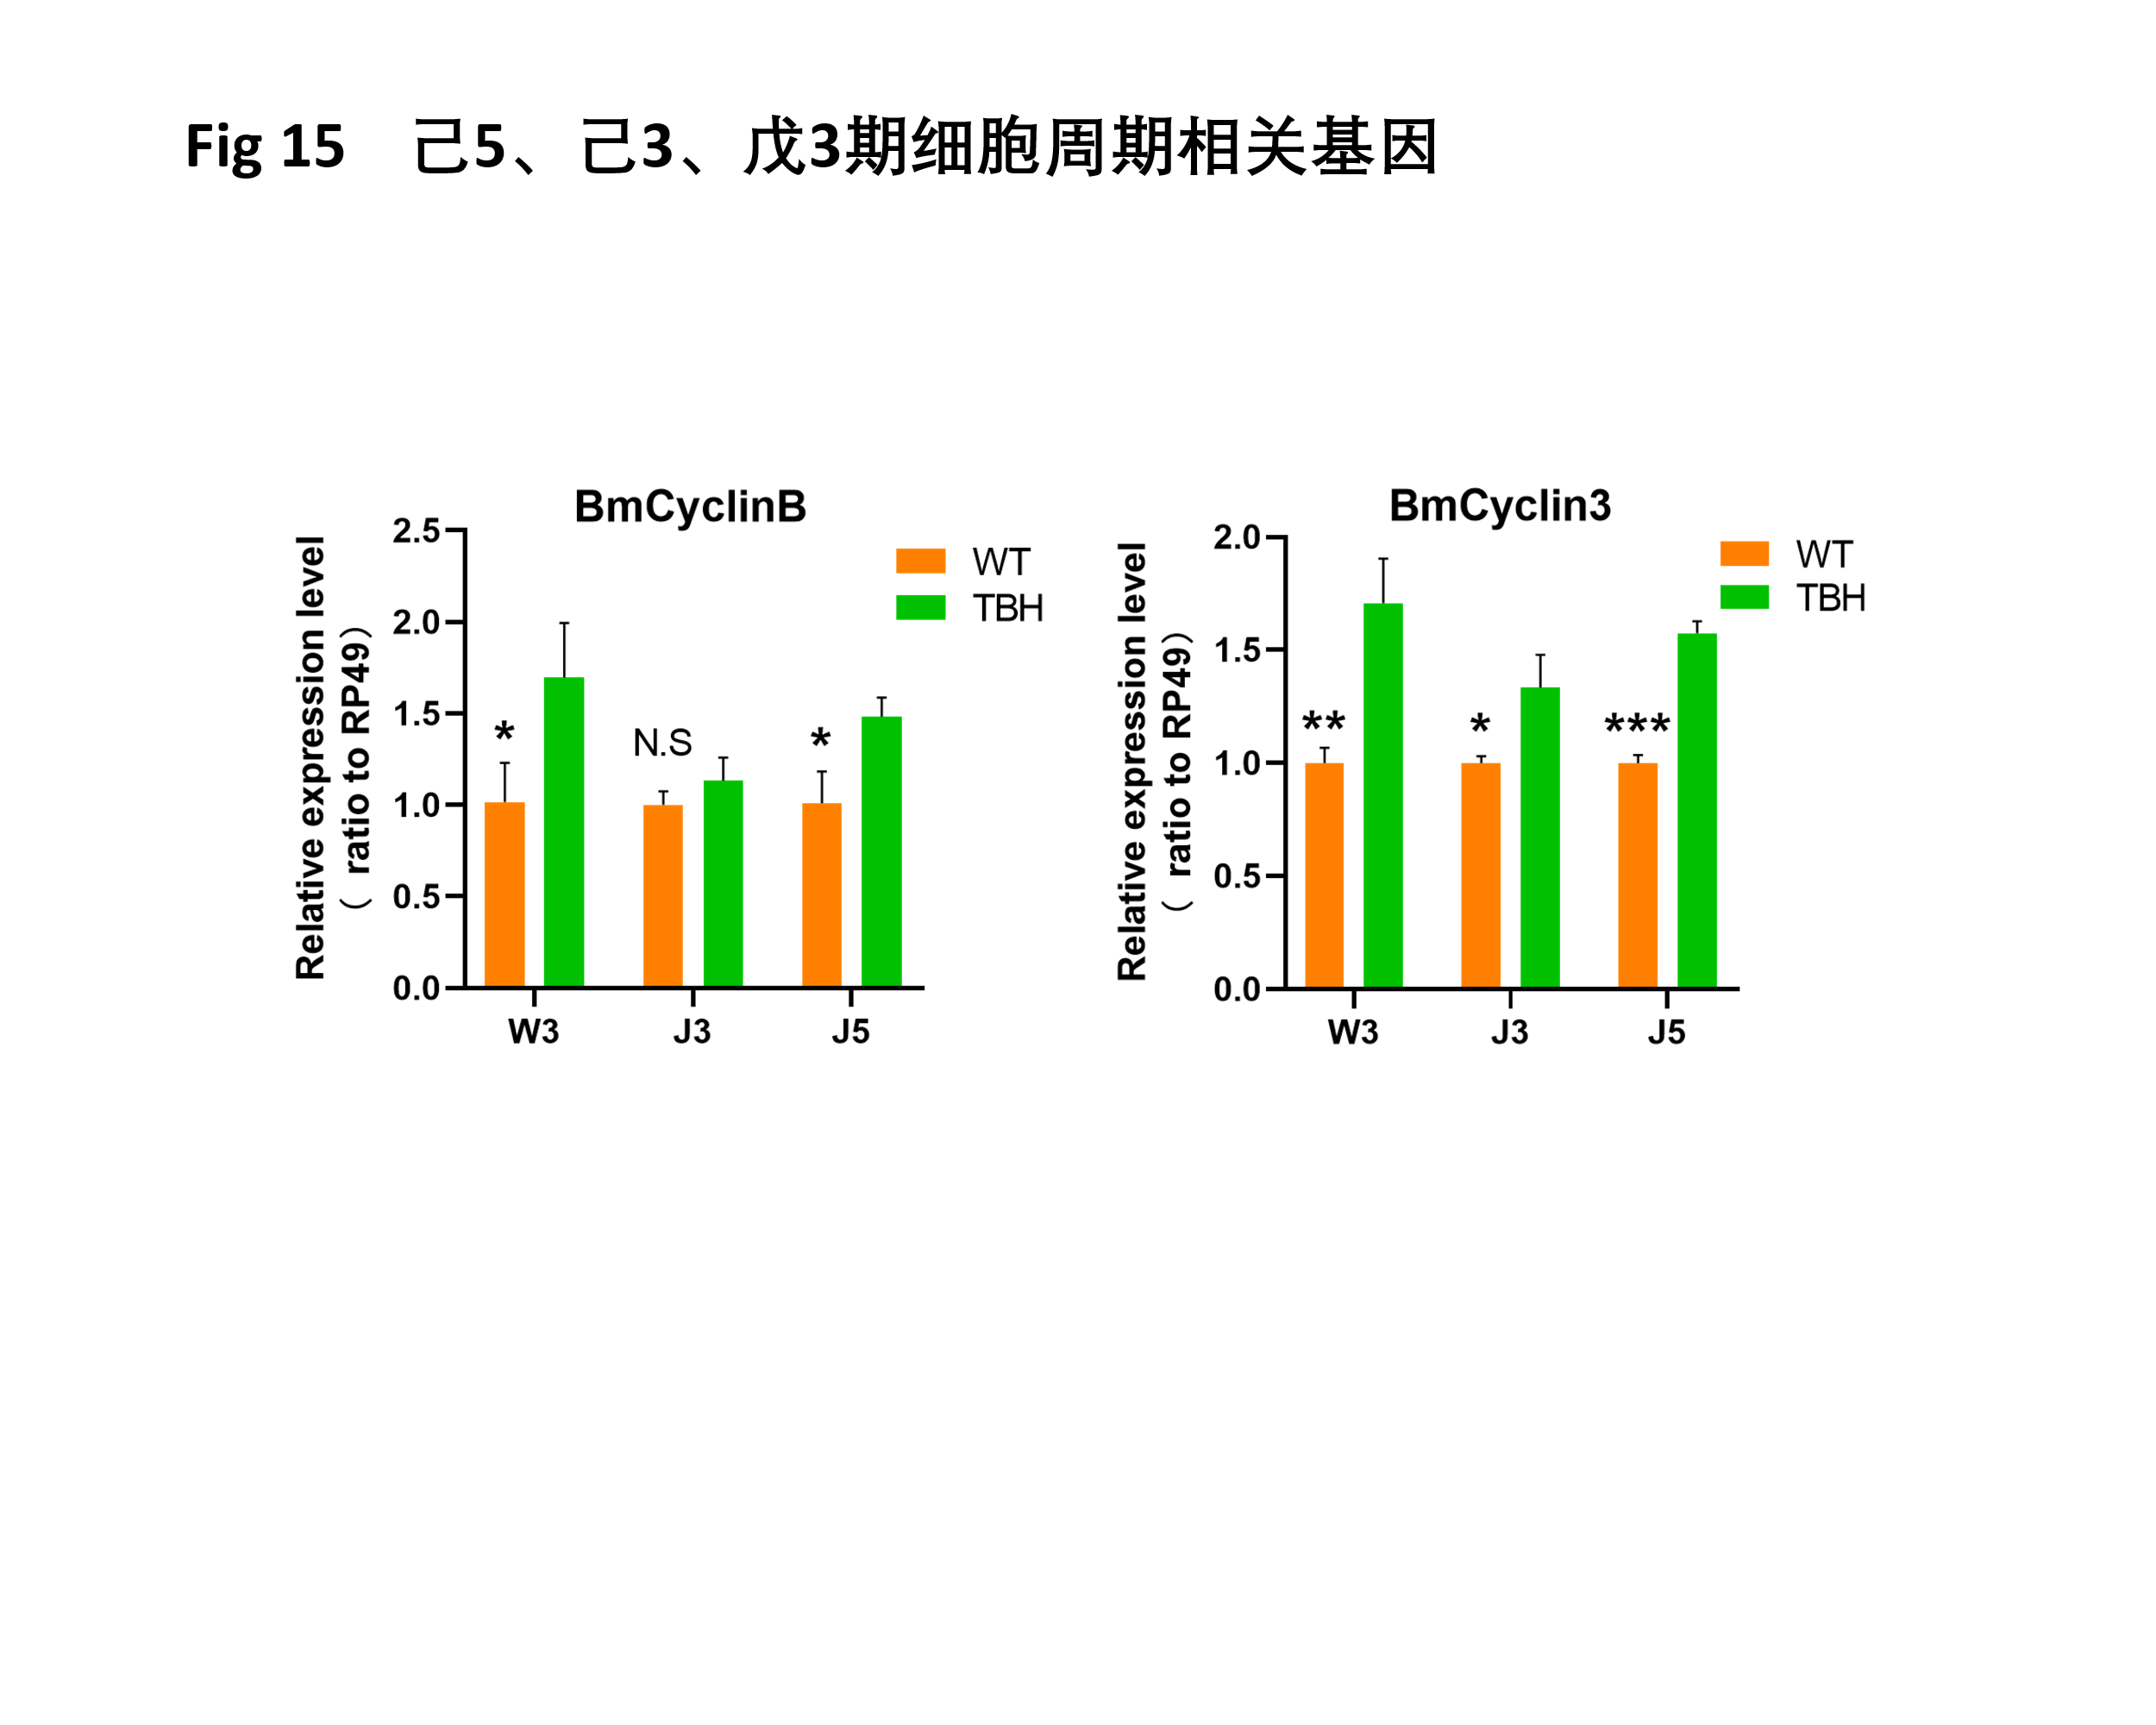 Fig 15 己5、己3、戊3期细胞周期相关基因
BmCyclinB
Relative expression level
（ ratio to RP49）
2.5
2.0
1.5
1.0
0.5
0.0
*
N.S
*
W3
J3
J5
WT
TBH
BmCyclin3
Relative expression level
（ ratio to RP49）
2.0
1.5
1.0
0.5
0.0
**
*
***
W3
J3
J5
WT
TBH